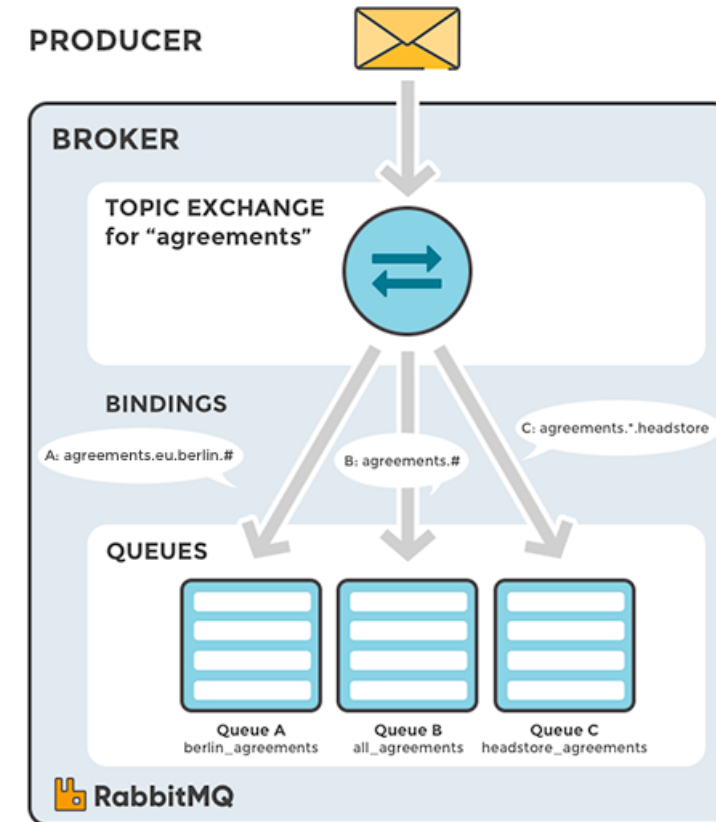 PRODUCER
BROKER
TOPIC EXCHANGE
for “agreements”
BINDINGS
A: agreements.eu.berlin.#
B: agreements.#
C: agreements.*.headstore
QUEUES
Queue A
berlin_agreements
Queue B
all_agreements
Queue C
headstore_agreements
RabbitMQ